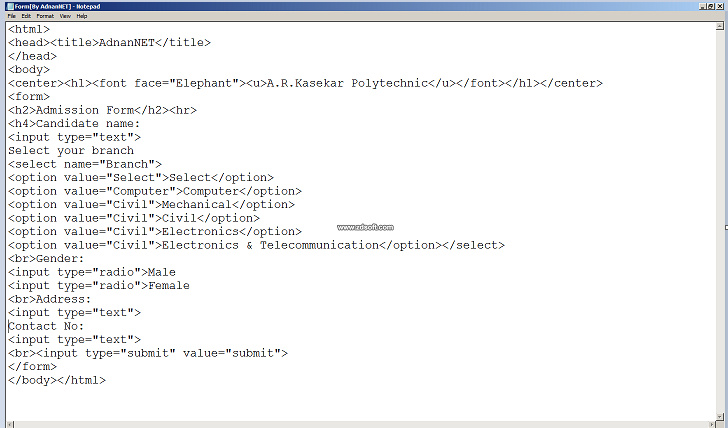 Form[By AdnanNET] - Notepad
File Edit Format View Help
<html>
<head><title>AdnanNET</title>
</head>
<body>
<center><h1><font face="Elephant"><u>A.R.Kasekar Polytechnic</u></font></h1></center>
<form>
<h2>Admission Form</h2><hr>
<h4>Candidate name:
<input type="text">
Select your branch
<select name="Branch">
<option value="Select">Select</option>
<option value="Computer">Computer</option>
<option value="Civil">Mechanical</option>
<option value="Civil">Civil</option>
<option value="Civil">Electronics</option>
www.zdsoft.com
<option value="Civil">Electronics & Telecommunication</option></select>
<br>Gender:
<input type="radio">Male
<input type="radio">Female
<br>Address:
<input type="text">
Contact No:
<input type="text">
<br><input type="submit" value="submit">
</form>
</body></html>